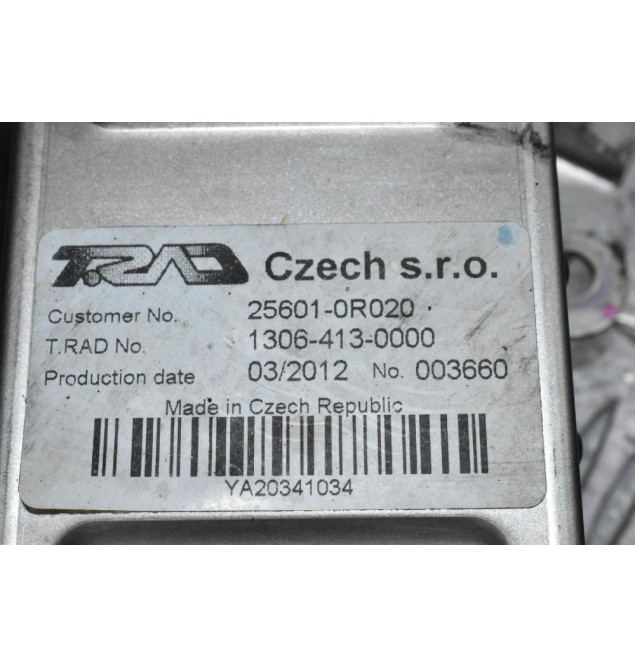 T.RAD Czech s.r.o.
Customer No. 25601-0R020
T.RAD No. 1306-413-0000
Production date 03/2012 No. 003660
Made in Czech Republic
YA20341034